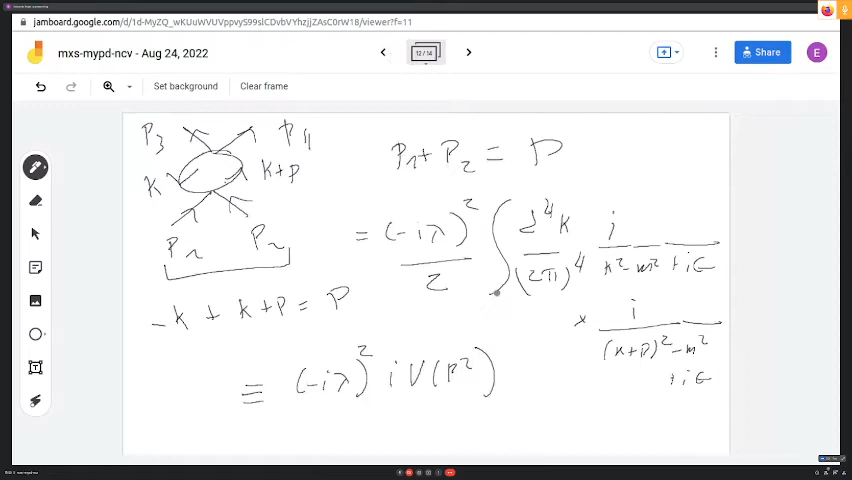 jamboard.google.com/d/1d-MyZQ_wKUuWVUVppvyS99slCDvbVYhzjjZAsC0rW18/viewer?f=11
mxs-mypd-ncv - Aug 24, 2022
12/14
Share
E
Set background
Clear frame
P₃ P₄
K K+P
P₁ P₂
P₁ + P₂ = P
-K + K+P = P
= (-iλ)²/2 ∫ d⁴K/(2π)⁴ i/(K²-m²+iϵ)
× i/((K+P)²-m²+iϵ)
≡ (-iλ)² i V(P²)